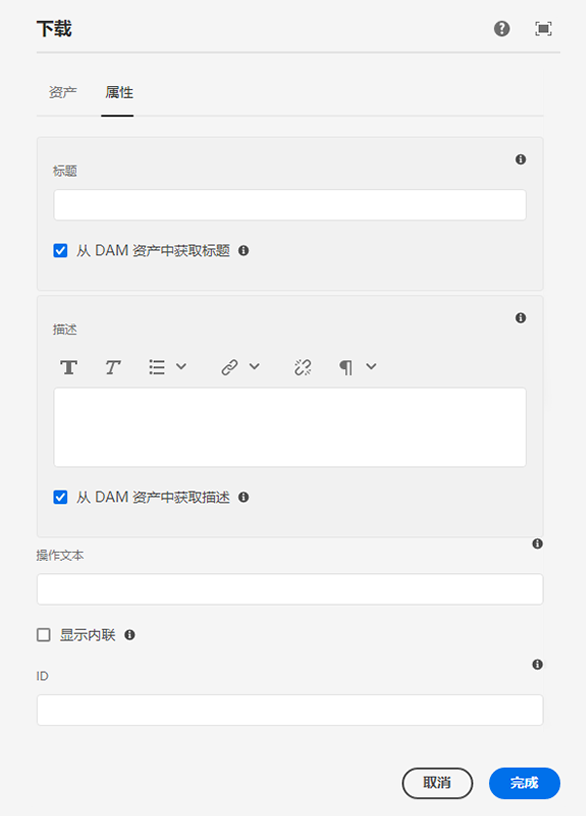 下载
资产 属性
标题
从 DAM 资产中获取标题
描述
从 DAM 资产中获取描述
操作文本
显示内联
ID
取消 完成